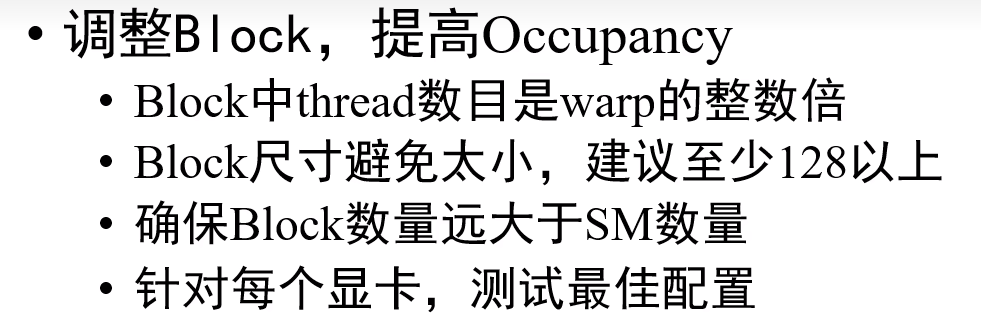 • 调整Block，提高Occupancy
• Block中thread数目是warp的整数倍
• Block尺寸避免太小，建议至少128以上
• 确保Block数量远大于SM数量
• 针对每个显卡，测试最佳配置